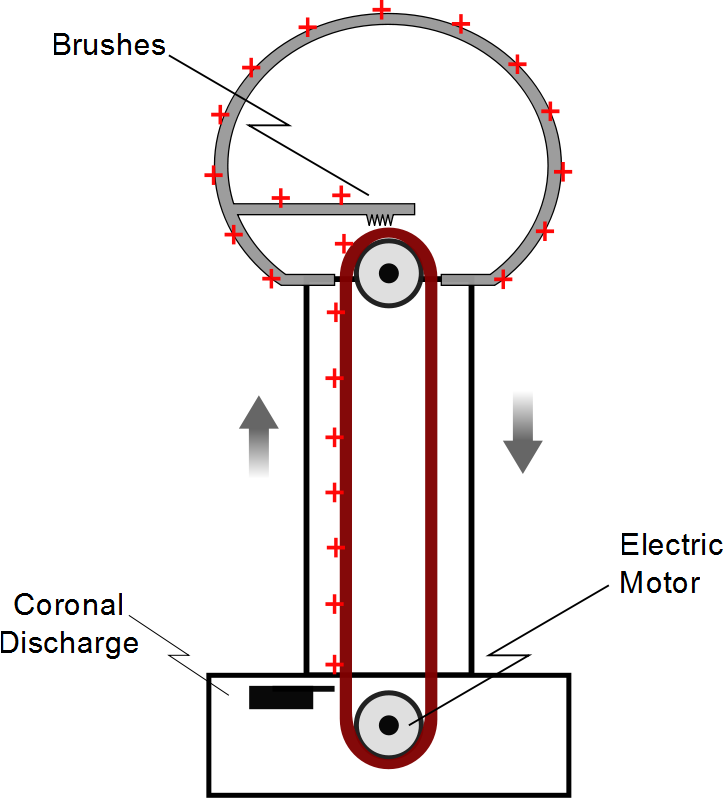 Brushes
Electric
Motor
Coronal
Discharge